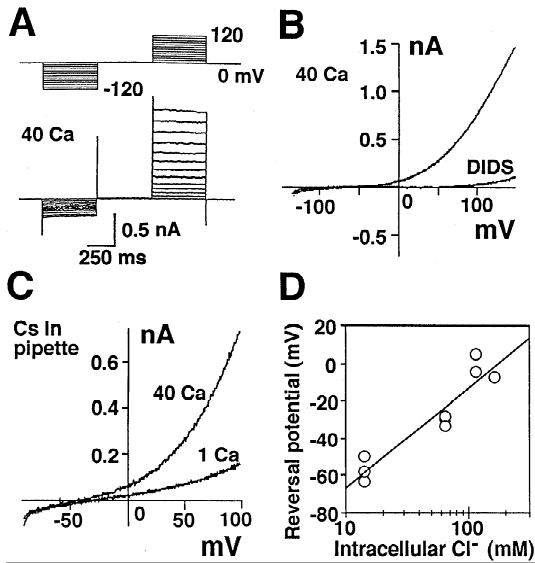 A
120
0 mV
-120
40 Ca
0.5 nA
250 ms
B
nA
1.5
40 Ca
1.0
0.5
DIDS
-100
0
100
-0.5
mV
C
Cs in
pipette
nA
0.6
40 Ca
0.4
0.2
1 Ca
-50
0
50
100
mV
D
Reversal potential (mV)
20
0
-20
-40
-60
-80
10
100
Intracellular Cl⁻ (mM)